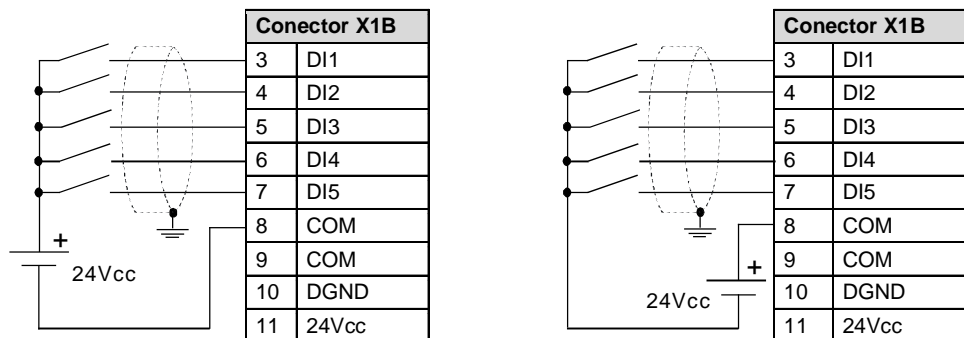 Conector X1B
3 DI1
4 DI2
5 DI3
6 DI4
7 DI5
8 COM
9 COM
10 DGND
11 24Vcc
+
24Vcc
Conector X1B
3 DI1
4 DI2
5 DI3
6 DI4
7 DI5
8 COM
9 COM
10 DGND
11 24Vcc
+
24Vcc